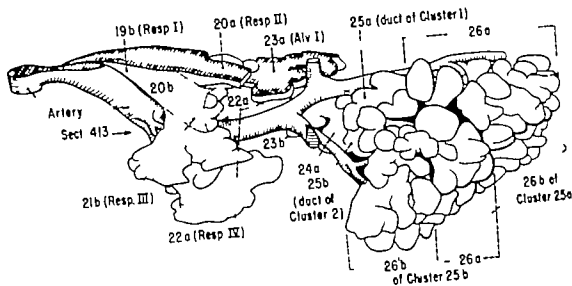 19b (Resp I)
20a (Resp II)
23a (Alv I)
25a (duct of Cluster 1)
26a
20b
22a
Artery
Sect 413
23b
24a
25b
(duct of
Cluster 2)
21b (Resp. III)
22a (Resp IV)
26b of
Cluster 25a
26b
26a
of Cluster 25b